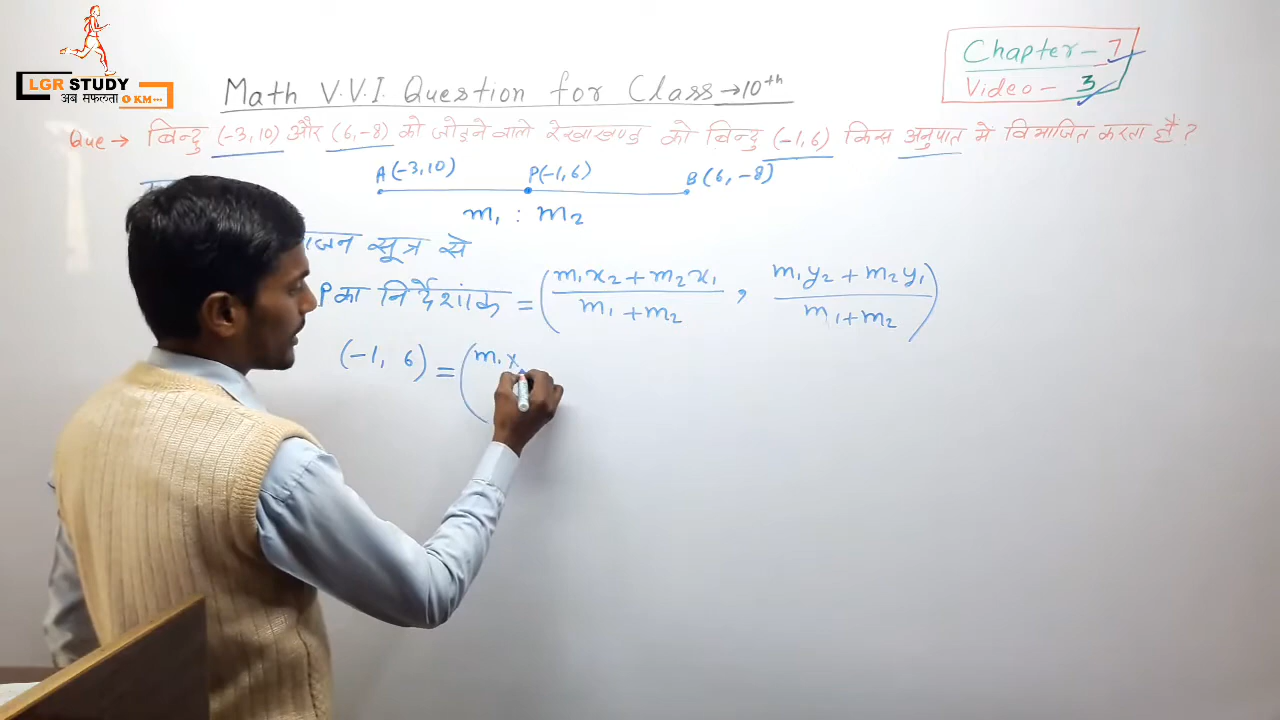 LGR STUDY
अब सफलता 0 KM...
Chapter - 7
Video - 3
Math V.V.I. Question for Class → 10th
Que → बिन्दु (-3,10) और (6,-8) को जोड़ने वाले रेखाखण्ड को बिन्दु (-1,6) किस अनुपात मे विभाजित करता है ?
A(-3,10) P(-1,6) B(6,-8)
m₁ : m₂
सूत्र से
P का निर्देशांक = (m₁x₂ + m₂x₁ / m₁ + m₂ , m₁y₂ + m₂y₁ / m₁ + m₂)
(-1, 6) = (m₁x